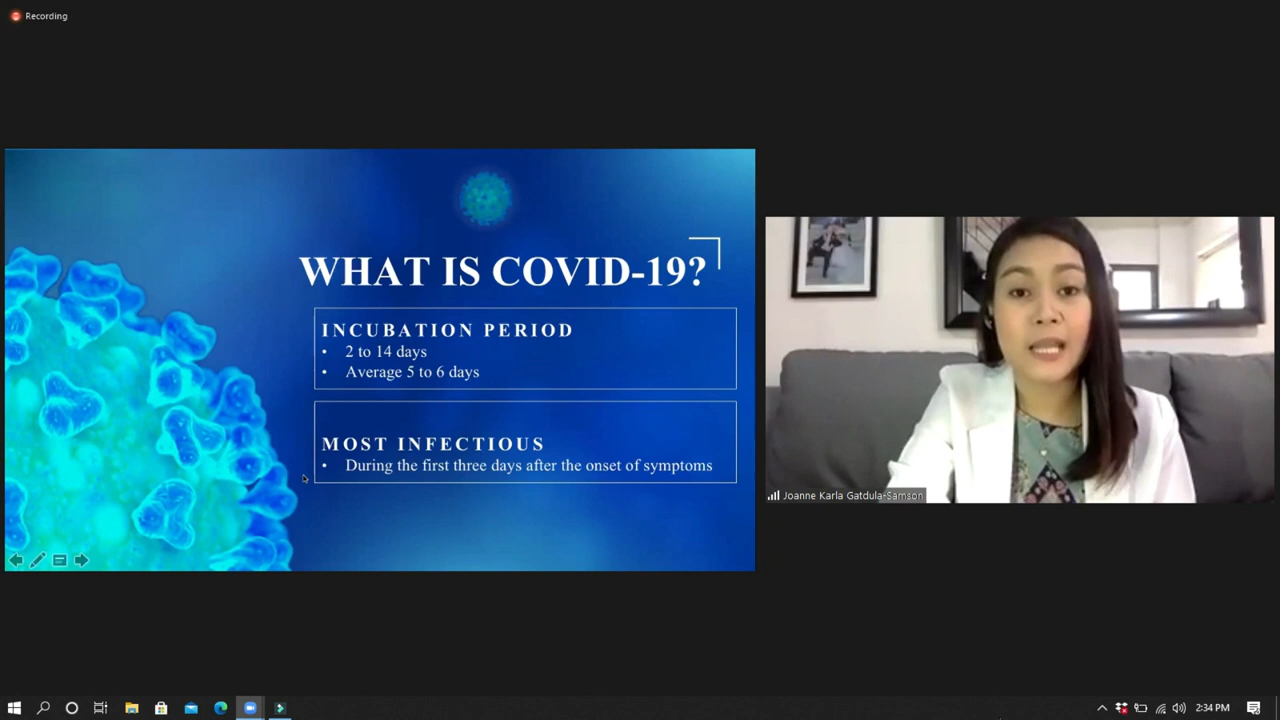 Recording
WHAT IS COVID-19?
INCUBATION PERIOD
• 2 to 14 days
• Average 5 to 6 days
MOST INFECTIOUS
• During the first three days after the onset of symptoms
Joanne Karla Gatdula-Samson
2:34 PM